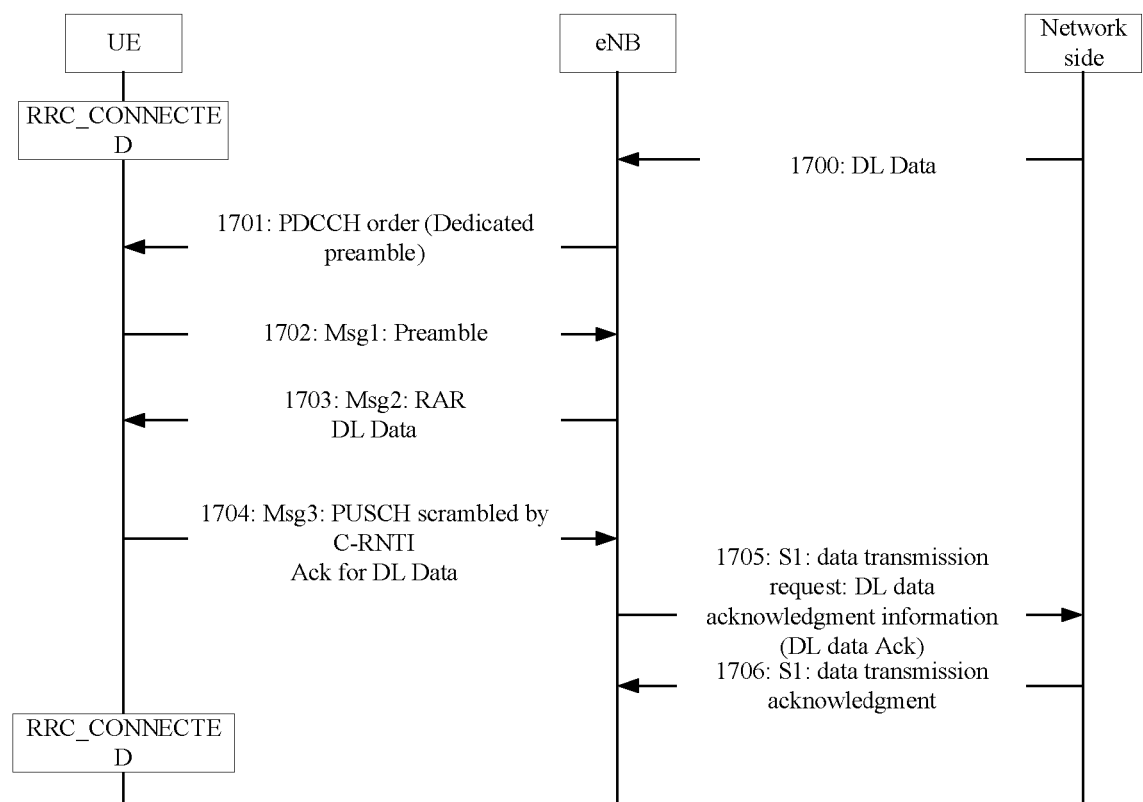 UE
eNB
Network
side
RRC_CONNECTE
D
1700: DL Data
1701: PDCCH order (Dedicated
preamble)
1702: Msg1: Preamble
1703: Msg2: RAR
DL Data
1704: Msg3: PUSCH scrambled by
C-RNTI
Ack for DL Data
1705: S1: data transmission
request: DL data
acknowledgment information
(DL data Ack)
1706: S1: data transmission
acknowledgment
RRC_CONNECTE
D